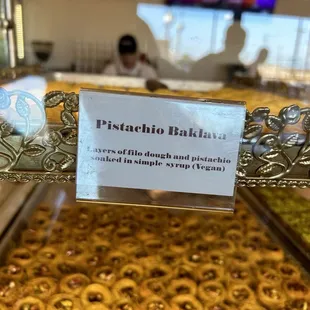 Pistachio Baklava
Layers of filo dough and pistachio
soaked in simple syrup (Vegan)